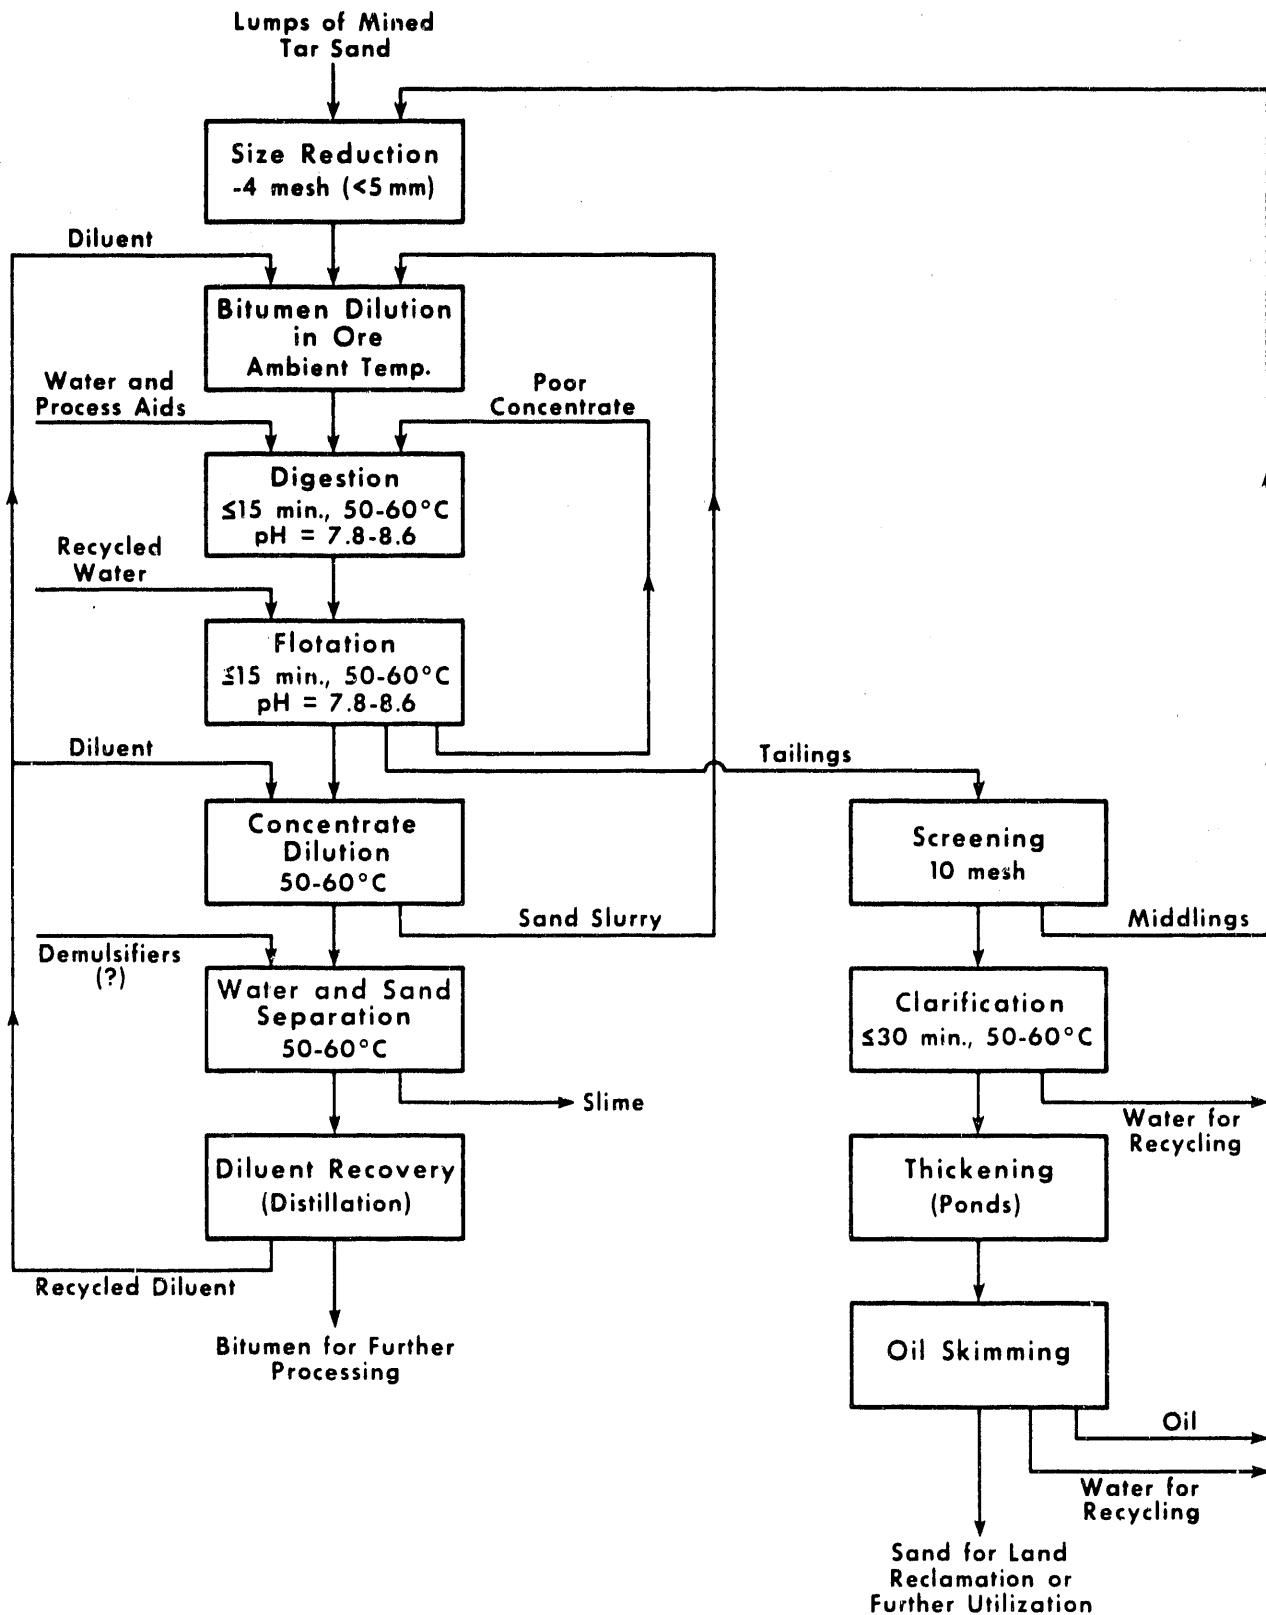 Lumps of Mined
Tar Sand
Size Reduction
-4 mesh (<5 mm)
Diluent
Bitumen Dilution
in Ore
Ambient Temp.
Water and
Process Aids
Poor
Concentrate
Digestion
≤15 min., 50-60°C
pH = 7.8-8.6
Recycled
Water
Flotation
≤15 min., 50-60°C
pH = 7.8-8.6
Diluent
Tailings
Concentrate
Dilution
50-60°C
Screening
10 mesh
Sand Slurry
Middlings
Demulsifiers
(?)
Water and Sand
Separation
50-60°C
Clarification
≤30 min., 50-60°C
Slime
Water for
Recycling
Diluent Recovery
(Distillation)
Thickening
(Ponds)
Recycled Diluent
Bitumen for Further
Processing
Oil Skimming
Oil
Water for
Recycling
Sand for Land
Reclamation or
Further Utilization